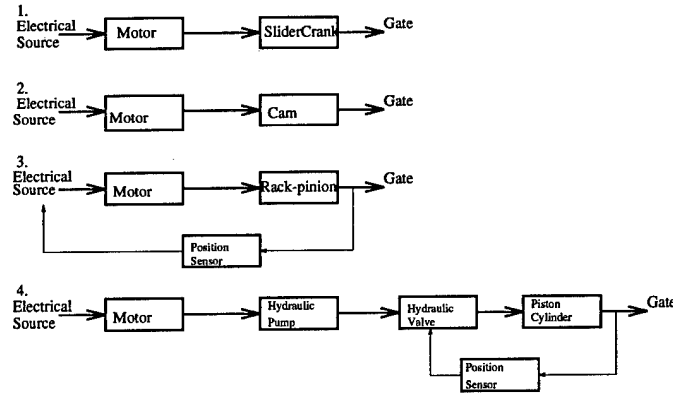 1.
Electrical
Source
Motor
SliderCrank
Gate
2.
Electrical
Source
Motor
Cam
Gate
3.
Electrical
Source
Motor
Rack-pinion
Gate
Position
Sensor
4.
Electrical
Source
Motor
Hydraulic
Pump
Hydraulic
Valve
Piston
Cylinder
Gate
Position
Sensor